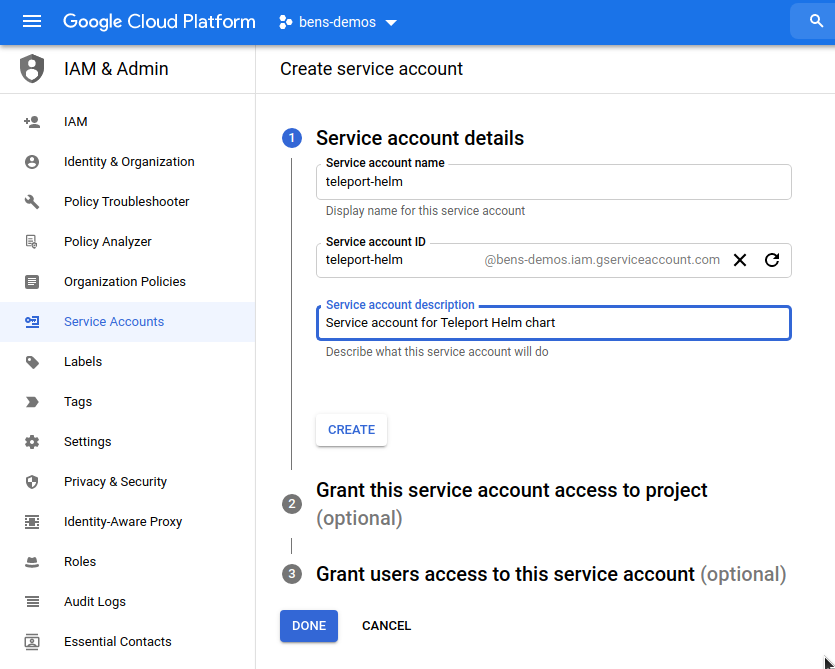 Google Cloud Platform
bens-demos
IAM & Admin
Create service account
IAM
Identity & Organization
Policy Troubleshooter
Policy Analyzer
Organization Policies
Service Accounts
Labels
Tags
Settings
Privacy & Security
Identity-Aware Proxy
Roles
Audit Logs
Essential Contacts
1
Service account details
Service account name
teleport-helm
Display name for this service account
Service account ID
teleport-helm @bens-demos.iam.gserviceaccount.com
Service account description
Service account for Teleport Helm chart
Describe what this service account will do
CREATE
2
Grant this service account access to project
(optional)
3
Grant users access to this service account (optional)
DONE CANCEL